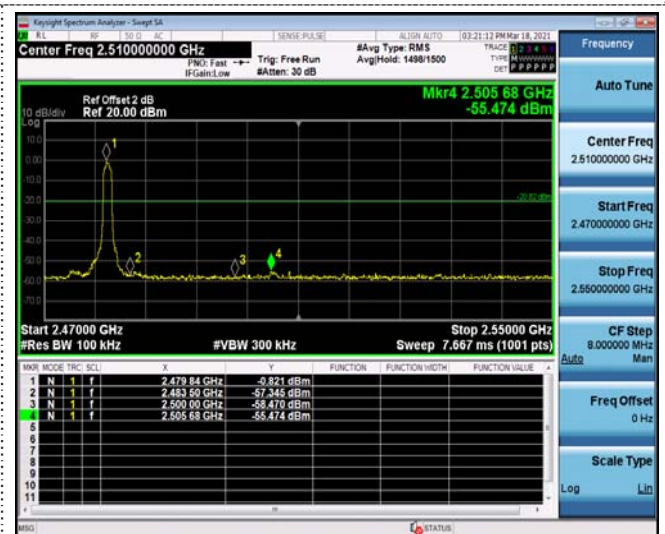 Keysight Spectrum Analyzer - Swept SA
RL RF 50 Ω AC SENSE:PULSE ALIGN AUTO 03:21:12 PM Mar 18, 2021
Center Freq 2.510000000 GHz
PNO: Fast
IFGain:Low
Trig: Free Run
#Atten: 30 dB
#Avg Type: RMS
Avg|Hold: 1498/1500
TRACE 1 2 3 4 5 6
TYPE M W W W W W
DET P P P P P P
Ref Offset 2 dB
10 dB/div Ref 20.00 dBm
Log
Mkr4 2.505 68 GHz
-55.474 dBm
10.0
0.00
-10.0
-20.0
-30.0
-40.0
-50.0
-60.0
-70.0
-20.82 dBm
1
2
3
4
Start 2.47000 GHz Stop 2.55000 GHz
#Res BW 100 kHz #VBW 300 kHz Sweep 7.667 ms (1001 pts)
MKR MODE TRC SCL X Y FUNCTION FUNCTION WIDTH FUNCTION VALUE
1 N 1 f 2.479 84 GHz -0.821 dBm
2 N 1 f 2.483 50 GHz -57.345 dBm
3 N 1 f 2.500 00 GHz -58.470 dBm
4 N 1 f 2.505 68 GHz -55.474 dBm
5
6
7
8
9
10
11
MSG STATUS
Frequency
Auto Tune
Center Freq
2.510000000 GHz
Start Freq
2.470000000 GHz
Stop Freq
2.550000000 GHz
CF Step
8.000000 MHz
Auto Man
Freq Offset
0 Hz
Scale Type
Log Lin